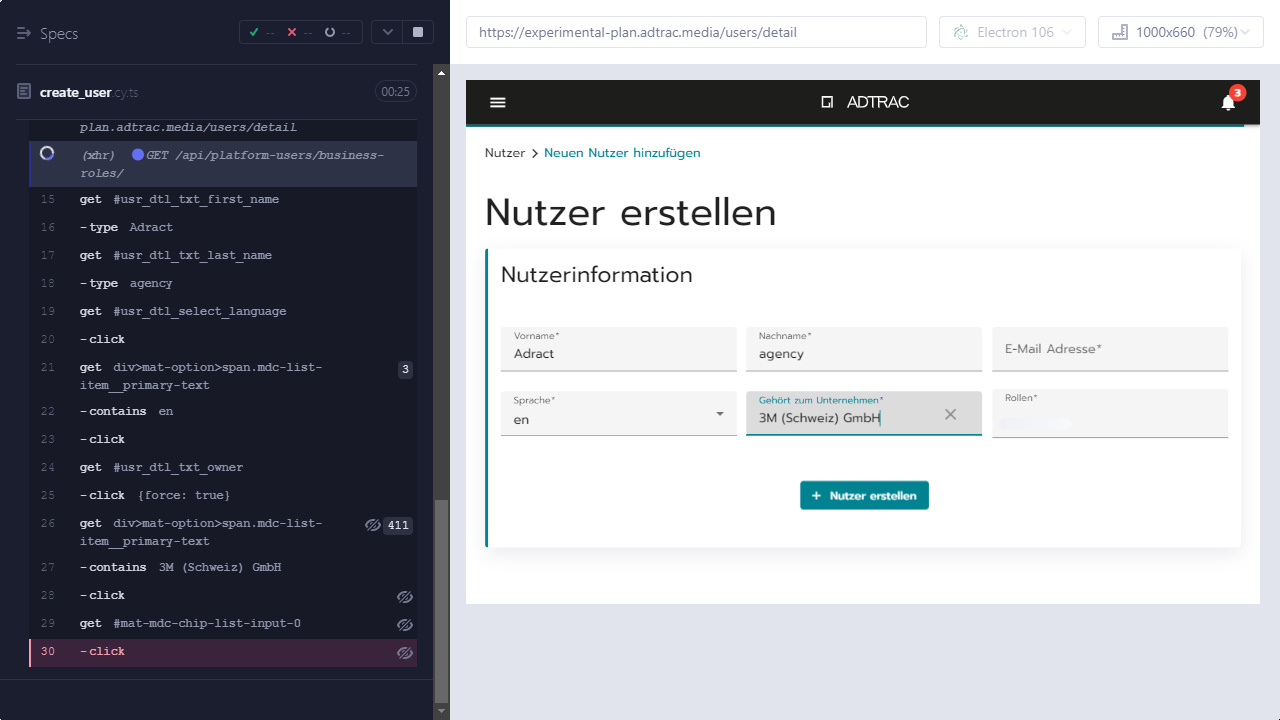 Specs
--
--
--
https://experimental-plan.adtrac.media/users/detail
Electron 106
1000x660 (79%)
create_user.cy.ts
00:25
plan.adtrac.media/users/detail
(xhr) GET /api/platform-users/business-
roles/
15 get #usr_dtl_txt_first_name
16 -type Adract
17 get #usr_dtl_txt_last_name
18 -type agency
19 get #usr_dtl_select_language
20 -click
21 get div>mat-option>span.mdc-list-
item__primary-text
3
22 -contains en
23 -click
24 get #usr_dtl_txt_owner
25 -click {force: true}
26 get div>mat-option>span.mdc-list-
item__primary-text
411
27 -contains 3M (Schweiz) GmbH
28 -click
29 get #mat-mdc-chip-list-input-0
30 -click
ADTRAC
3
Nutzer > Neuen Nutzer hinzufügen
Nutzer erstellen
Nutzerinformation
Vorname*
Adract
Nachname*
agency
E-Mail Adresse*
Sprache*
en
Gehört zum Unternehmen*
3M (Schweiz) GmbH
Rollen*
+ Nutzer erstellen